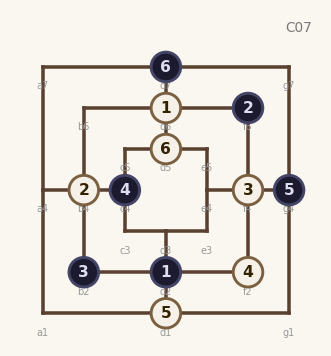 C07
6
a7 d7 g7
1 2
b6 d6 f6
6
c5 d5 e5
2 4 3 5
a4 b4 c4 e4 f4 g4
c3 d3 e3
3 1 4
b2 d2 f2
5
a1 d1 g1